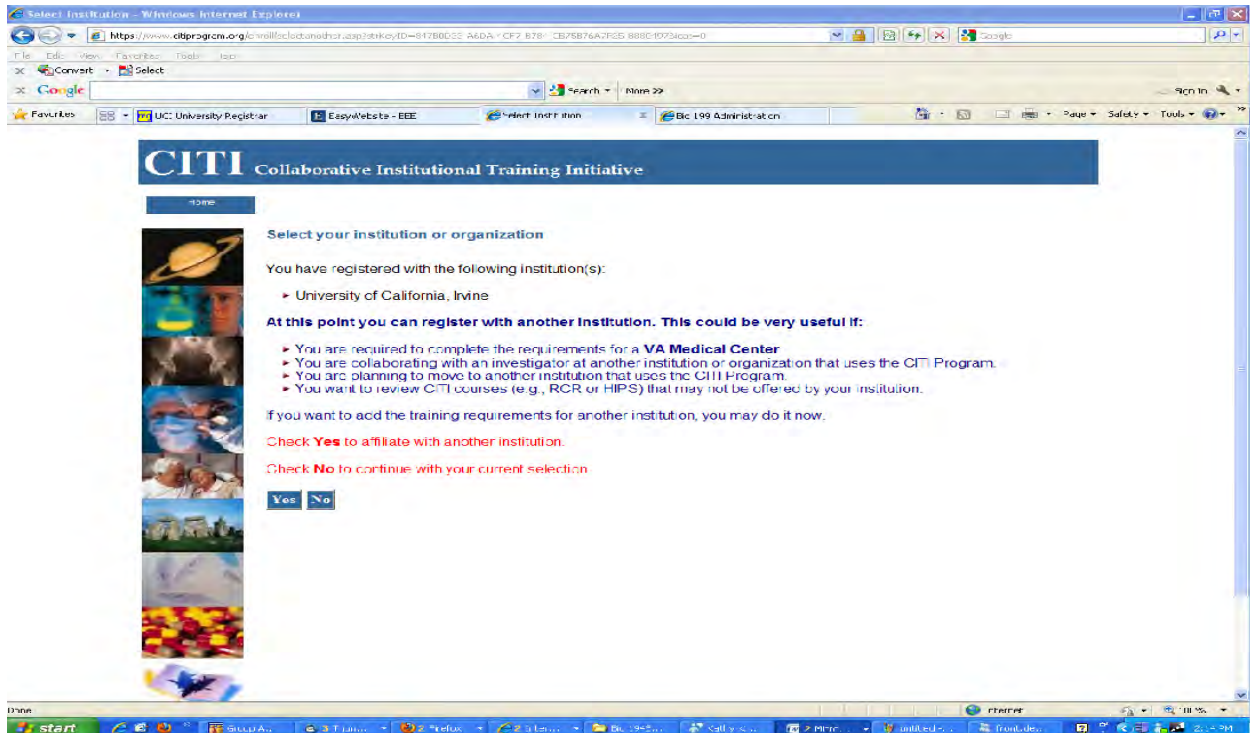 Select Institution - Windows Internet Explorer
File Edit View Favorites Tools
Convert Select
Google Search More >> Sign In
Favorites UCI University Registrar EasyWebsite - EEE Select Institution Bio 199 Administration Page Safety Tools
CITI Collaborative Institutional Training Initiative
Home
Select your institution or organization
You have registered with the following institution(s):
University of California, Irvine
At this point you can register with another Institution. This could be very useful if:
You are required to complete the requirements for a VA Medical Center
You are collaborating with an investigator at another institution or organization that uses the CITI Program.
You are planning to move to another institution that uses the CITI Program.
You want to review CITI courses (e.g., RCR or HIPS) that may not be offered by your institution.
If you want to add the training requirements for another institution, you may do it now.
Check Yes to affiliate with another institution.
Check No to continue with your current selection
Yes No
Done Internet
start 2:14 PM